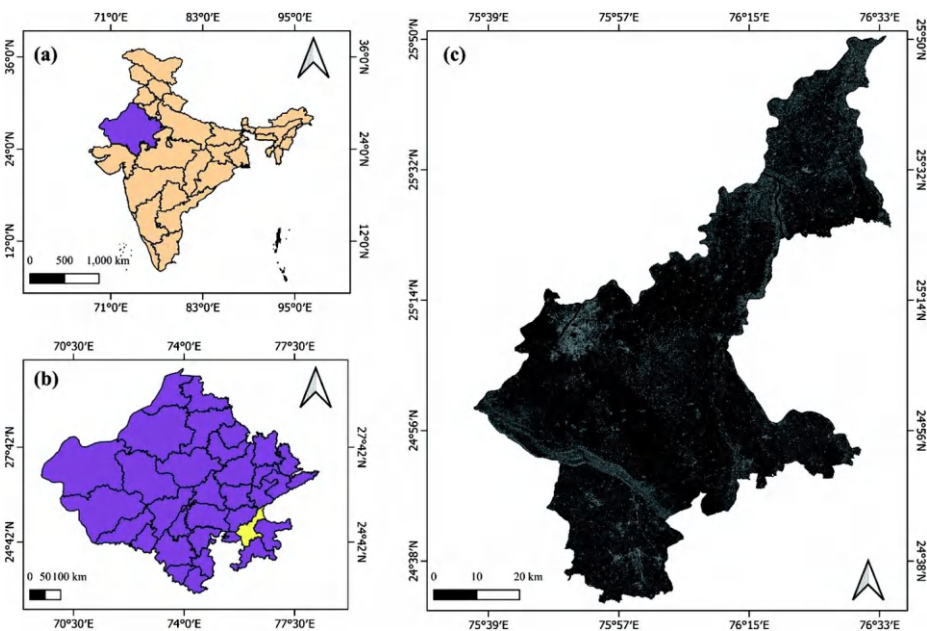 71°0′E 83°0′E 95°0′E
(a)
36°0′N 36°0′N
24°0′N 24°0′N
12°0′N 12°0′N
0 500 1,000 km
71°0′E 83°0′E 95°0′E
70°30′E 74°0′E 77°30′E
(b)
27°42′N 27°42′N
24°42′N 24°42′N
0 50 100 km
70°30′E 74°0′E 77°30′E
75°39′E 75°57′E 76°15′E 76°33′E
(c)
25°50′N 25°50′N
25°32′N 25°32′N
25°14′N 25°14′N
24°56′N 24°56′N
24°38′N 24°38′N
0 10 20 km
75°39′E 75°57′E 76°15′E 76°33′E